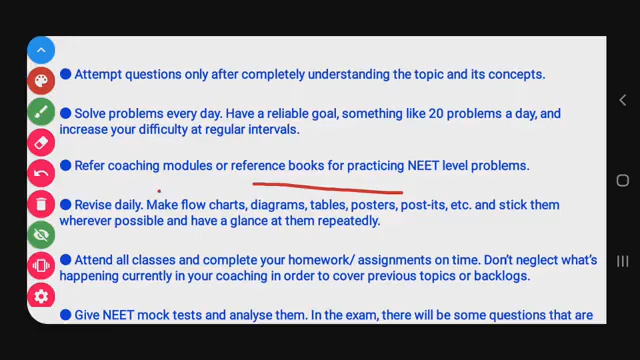 ● Attempt questions only after completely understanding the topic and its concepts.
● Solve problems every day. Have a reliable goal, something like 20 problems a day, and
increase your difficulty at regular intervals.
● Refer coaching modules or reference books for practicing NEET level problems.
● Revise daily. Make flow charts, diagrams, tables, posters, post-its, etc. and stick them
wherever possible and have a glance at them repeatedly.
● Attend all classes and complete your homework/ assignments on time. Don’t neglect what’s
happening currently in your coaching in order to cover previous topics or backlogs.
● Give NEET mock tests and analyse them. In the exam, there will be some questions that are